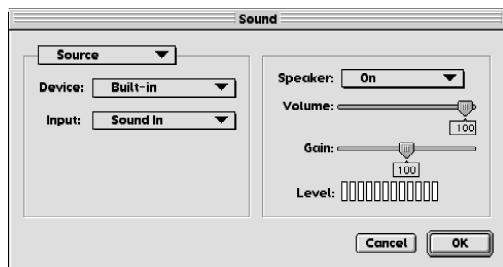 Sound
Source
Device: Built-in
Input: Sound In
Speaker: On
Volume:
100
Gain:
100
Level:
Cancel OK